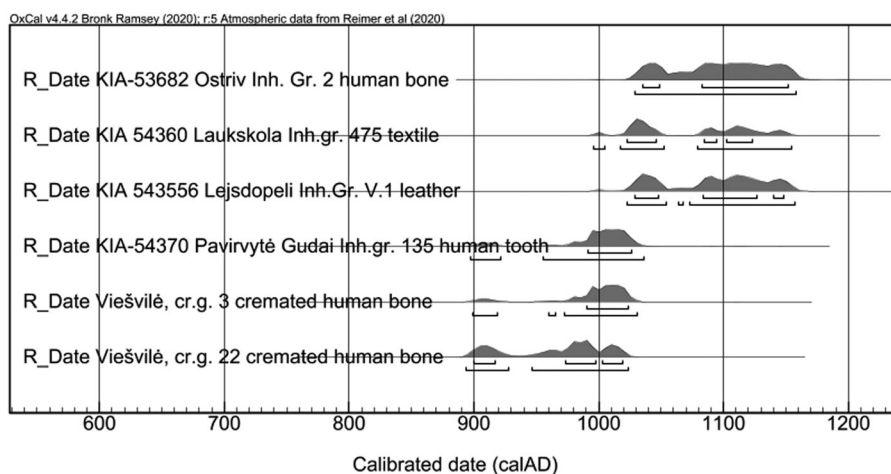 OxCal v4.4.2 Bronk Ramsey (2020); r:5 Atmospheric data from Reimer et al (2020)
R_Date KIA-53682 Ostriv Inh. Gr. 2 human bone
R_Date KIA 54360 Laukskola Inh.gr. 475 textile
R_Date KIA 543556 Lejsdopeli Inh.Gr. V.1 leather
R_Date KIA-54370 Pavirvytė Gudai Inh.gr. 135 human tooth
R_Date Viešvilė, cr.g. 3 cremated human bone
R_Date Viešvilė, cr.g. 22 cremated human bone
600 700 800 900 1000 1100 1200
Calibrated date (calAD)